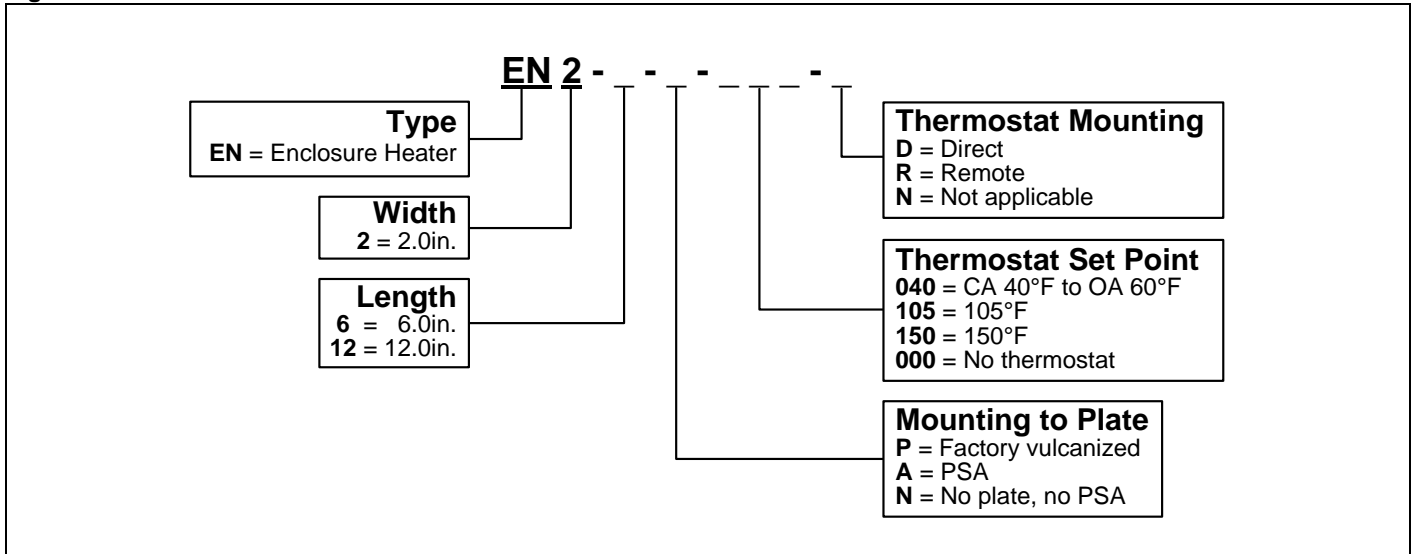 EN 2 - _ - _ - _ _ _ - _
Type
EN = Enclosure Heater
Width
2 = 2.0in.
Length
6 = 6.0in.
12 = 12.0in.
Thermostat Mounting
D = Direct
R = Remote
N = Not applicable
Thermostat Set Point
040 = CA 40°F to OA 60°F
105 = 105°F
150 = 150°F
000 = No thermostat
Mounting to Plate
P = Factory vulcanized
A = PSA
N = No plate, no PSA